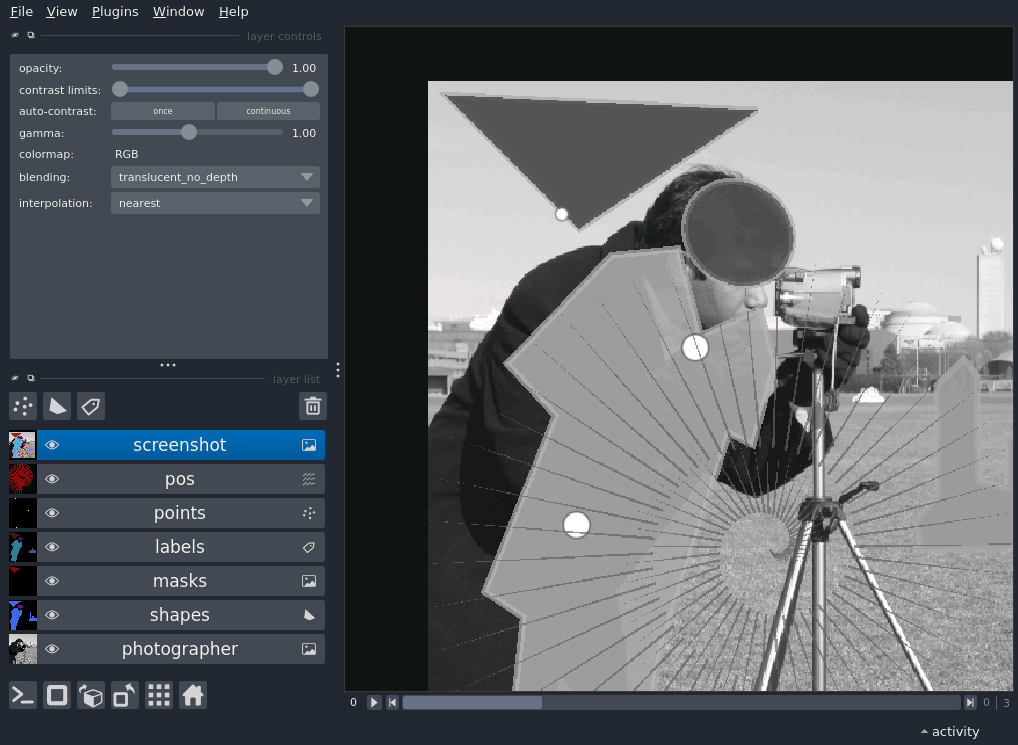 File View Plugins Window Help
layer controls
opacity: 1.00
contrast limits:
auto-contrast: once continuous
gamma: 1.00
colormap: RGB
blending: translucent_no_depth
interpolation: nearest
layer list
screenshot
pos
points
labels
masks
shapes
photographer
0 0 | 3
activity